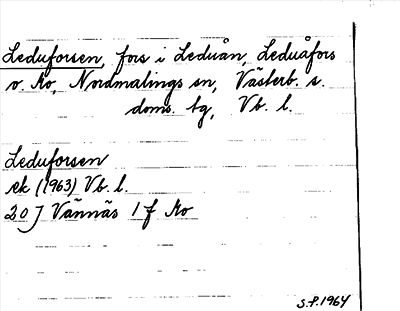 Leduforsen, fors i Leduån, Leduåfors
v. ko, Nordmalings sn, Västerb. s.
doms. tg, Vb. l.
Leduforsen
ek (1963) Vb. l.
20 J Vännäs 1 f ko
S.P. 1964